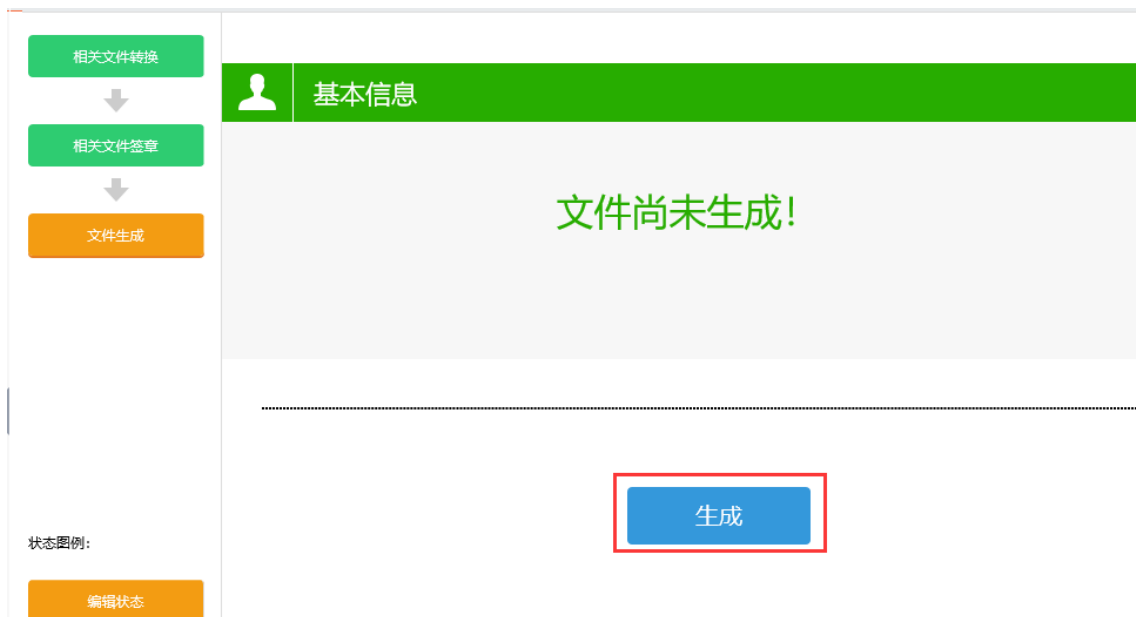 相关文件转换
相关文件签章
文件生成
状态图例：
编辑状态
基本信息
文件尚未生成！
生成